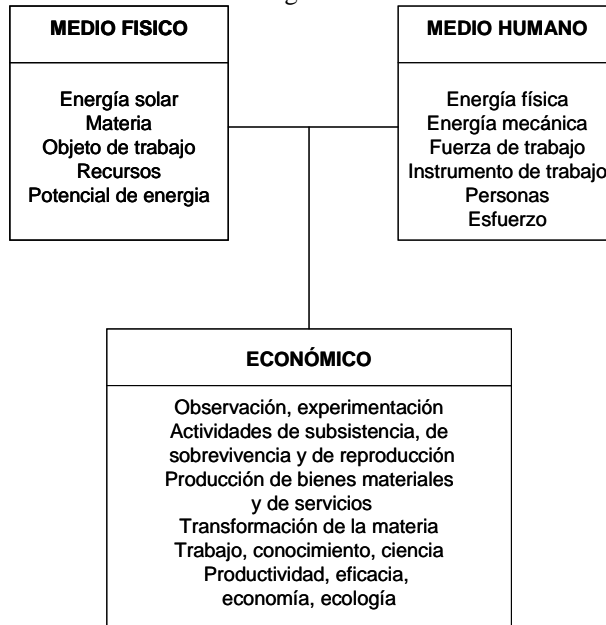 MEDIO FISICO
Energía solar
Materia
Objeto de trabajo
Recursos
Potencial de energia
MEDIO HUMANO
Energía física
Energía mecánica
Fuerza de trabajo
Instrumento de trabajo
Personas
Esfuerzo
ECONÓMICO
Observación, experimentación
Actividades de subsistencia, de
sobrevivencia y de reproducción
Producción de bienes materiales
y de servicios
Transformación de la materia
Trabajo, conocimiento, ciencia
Productividad, eficacia,
economía, ecología